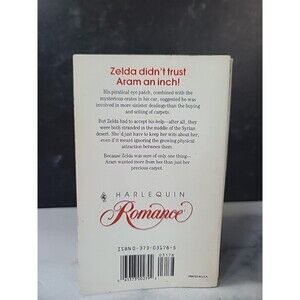 Zelda didn't trust
Aram an inch!
His piratical eye patch, combined with the
mysterious crates in his car, suggested he was
involved in more sinister dealings than the buying
and selling of carpets.
But Zelda had to accept his help—after all, they
were both stranded in the middle of the Syrian
desert. She'd just have to keep her wits about her, even
if it meant ignoring the growing physical
attraction between them.
Because Zelda was sure of only one thing—
Aram wanted more from her than just her
precious carpet.
HARLEQUIN
Romance
ISBN 0-373-03178-5
03178
PRINTED IN U.S.A.